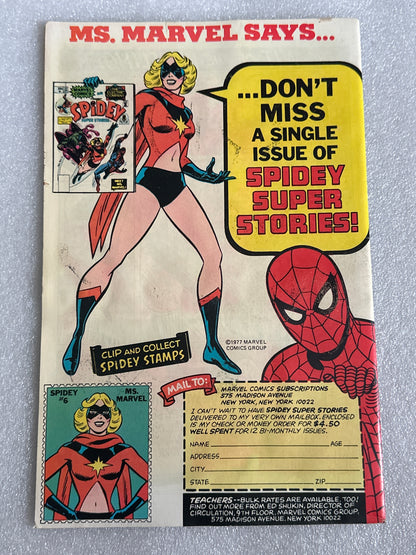 MS. MARVEL SAYS...
...DON'T
MISS
A SINGLE
ISSUE OF
SPIDEY
SUPER
STORIES!
SPIDEY
SUPER STORIES
©1977 MARVEL
COMICS GROUP
CLIP AND COLLECT
SPIDEY STAMPS
SPIDEY
#6
MS.
MARVEL
MAIL TO:
MARVEL COMICS SUBSCRIPTIONS
575 MADISON AVENUE
NEW YORK, NEW YORK 10022
I CAN'T WAIT TO HAVE SPIDEY SUPER STORIES
DELIVERED TO MY VERY OWN MAILBOX. ENCLOSED
IS MY CHECK OR MONEY ORDER FOR $4.50
WELL SPENT FOR 12 BI-MONTHLY ISSUES.
NAME AGE
ADDRESS
CITY
STATE ZIP
TEACHERS--BULK RATES ARE AVAILABLE, TOO!
FIND OUT MORE FROM ED SHUKIN, DIRECTOR OF
CIRCULATION, 9TH FLOOR, MARVEL COMICS GROUP,
575 MADISON AVENUE, NEW YORK 10022